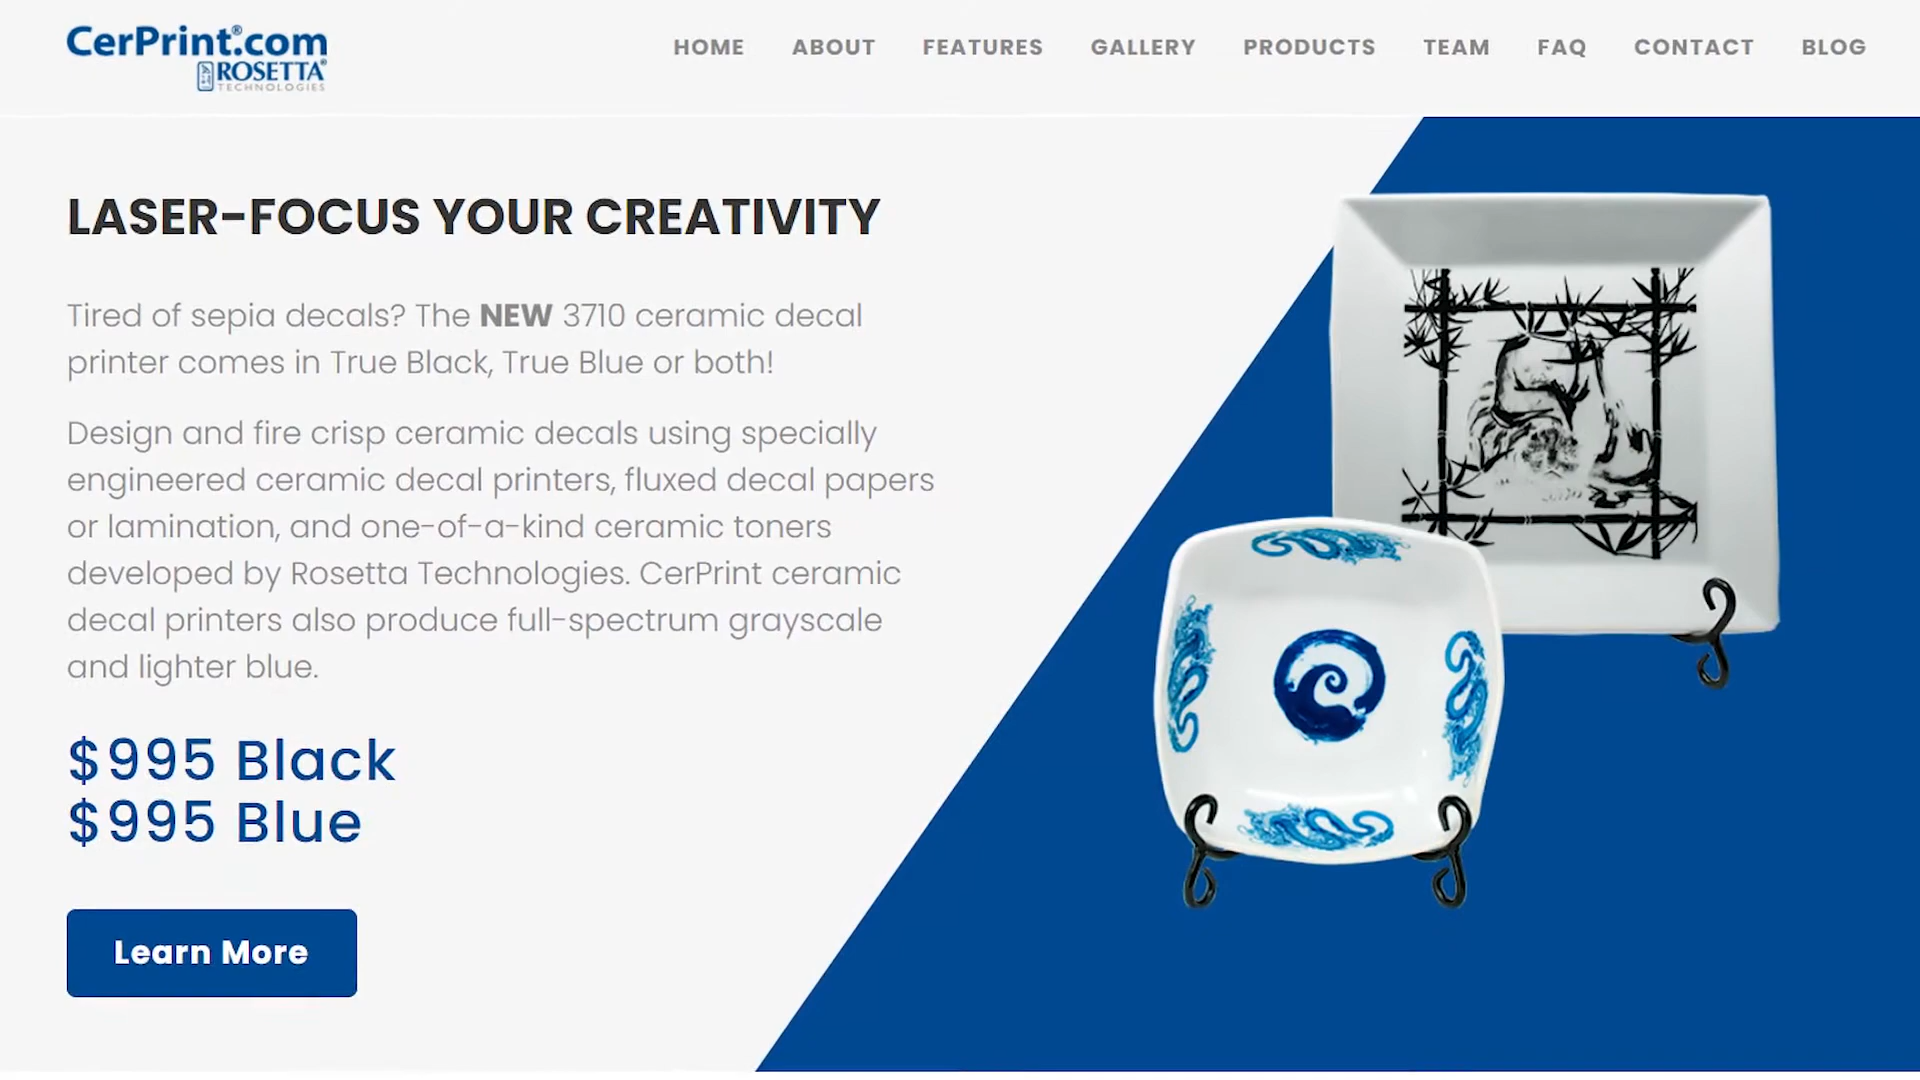 CerPrint®.com
ROSETTA®
TECHNOLOGIES
HOME ABOUT FEATURES GALLERY PRODUCTS TEAM FAQ CONTACT BLOG
LASER-FOCUS YOUR CREATIVITY
Tired of sepia decals? The NEW 3710 ceramic decal
printer comes in True Black, True Blue or both!
Design and fire crisp ceramic decals using specially
engineered ceramic decal printers, fluxed decal papers
or lamination, and one-of-a-kind ceramic toners
developed by Rosetta Technologies. CerPrint ceramic
decal printers also produce full-spectrum grayscale
and lighter blue.
$995 Black
$995 Blue
Learn More